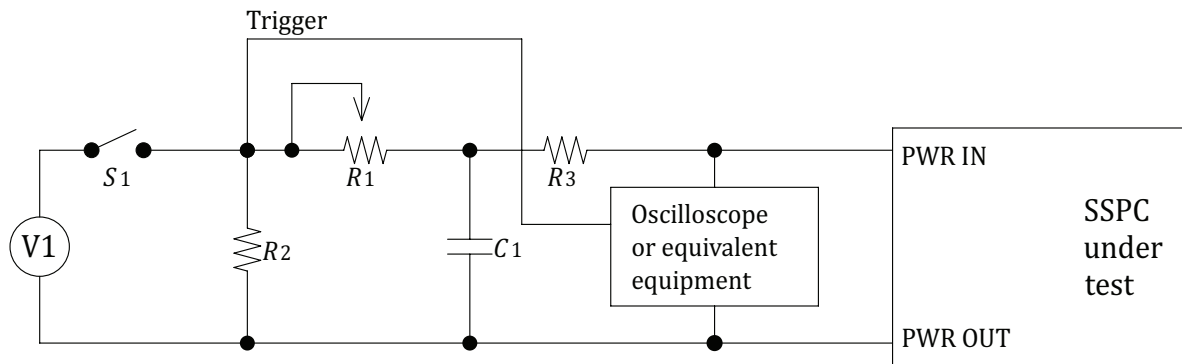 Trigger
S1
R1
R3
PWR IN
V1
R2
C1
Oscilloscope
or equivalent
equipment
SSPC
under
test
PWR OUT